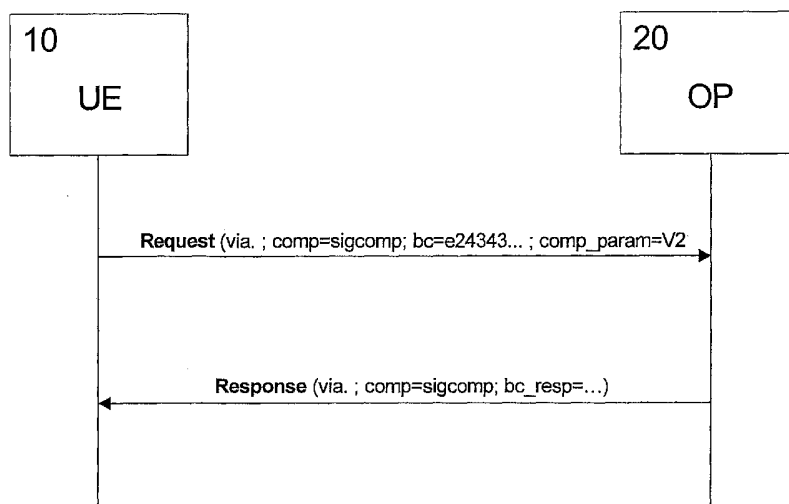 10
UE
20
OP
Request (via. ; comp=sigcomp; bc=e24343... ; comp_param=V2
Response (via. ; comp=sigcomp; bc_resp=...)